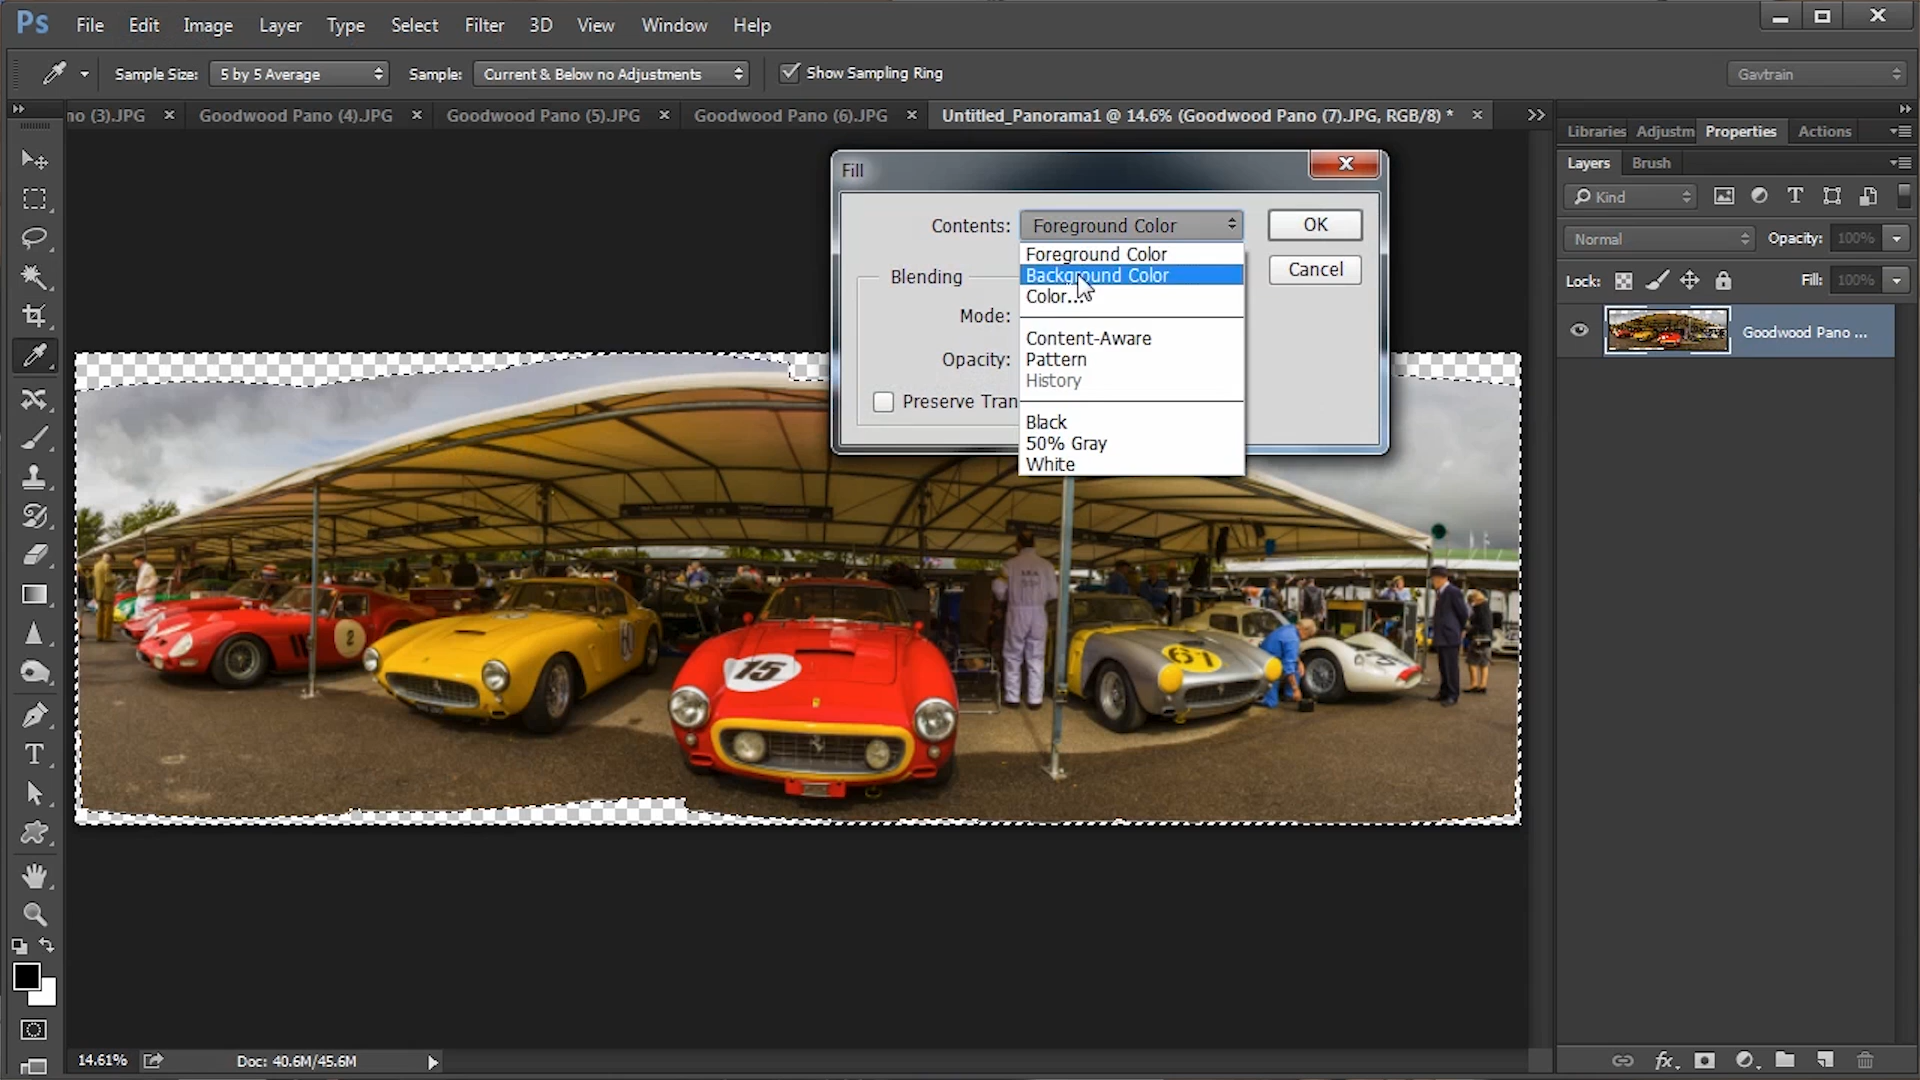 Ps File Edit Image Layer Type Select Filter 3D View Window Help
Sample Size: 5 by 5 Average Sample: Current & Below no Adjustments Show Sampling Ring Gavtrain
no (3).JPG × Goodwood Pano (4).JPG × Goodwood Pano (5).JPG × Goodwood Pano (6).JPG × Untitled_Panorama1 @ 14.6% (Goodwood Pano (7).JPG, RGB/8) * ×
Libraries Adjustm Properties Actions
Layers Brush
Kind
Normal Opacity: 100%
Lock: Fill: 100%
Goodwood Pano ...
Fill
Contents: Foreground Color OK
Foreground Color
Background Color
Color...
Cancel
Blending
Mode:
Content-Aware
Opacity: Pattern
History
Preserve Tran
Black
50% Gray
White
2
15
61
14.61% Doc: 40.6M/45.6M
fx